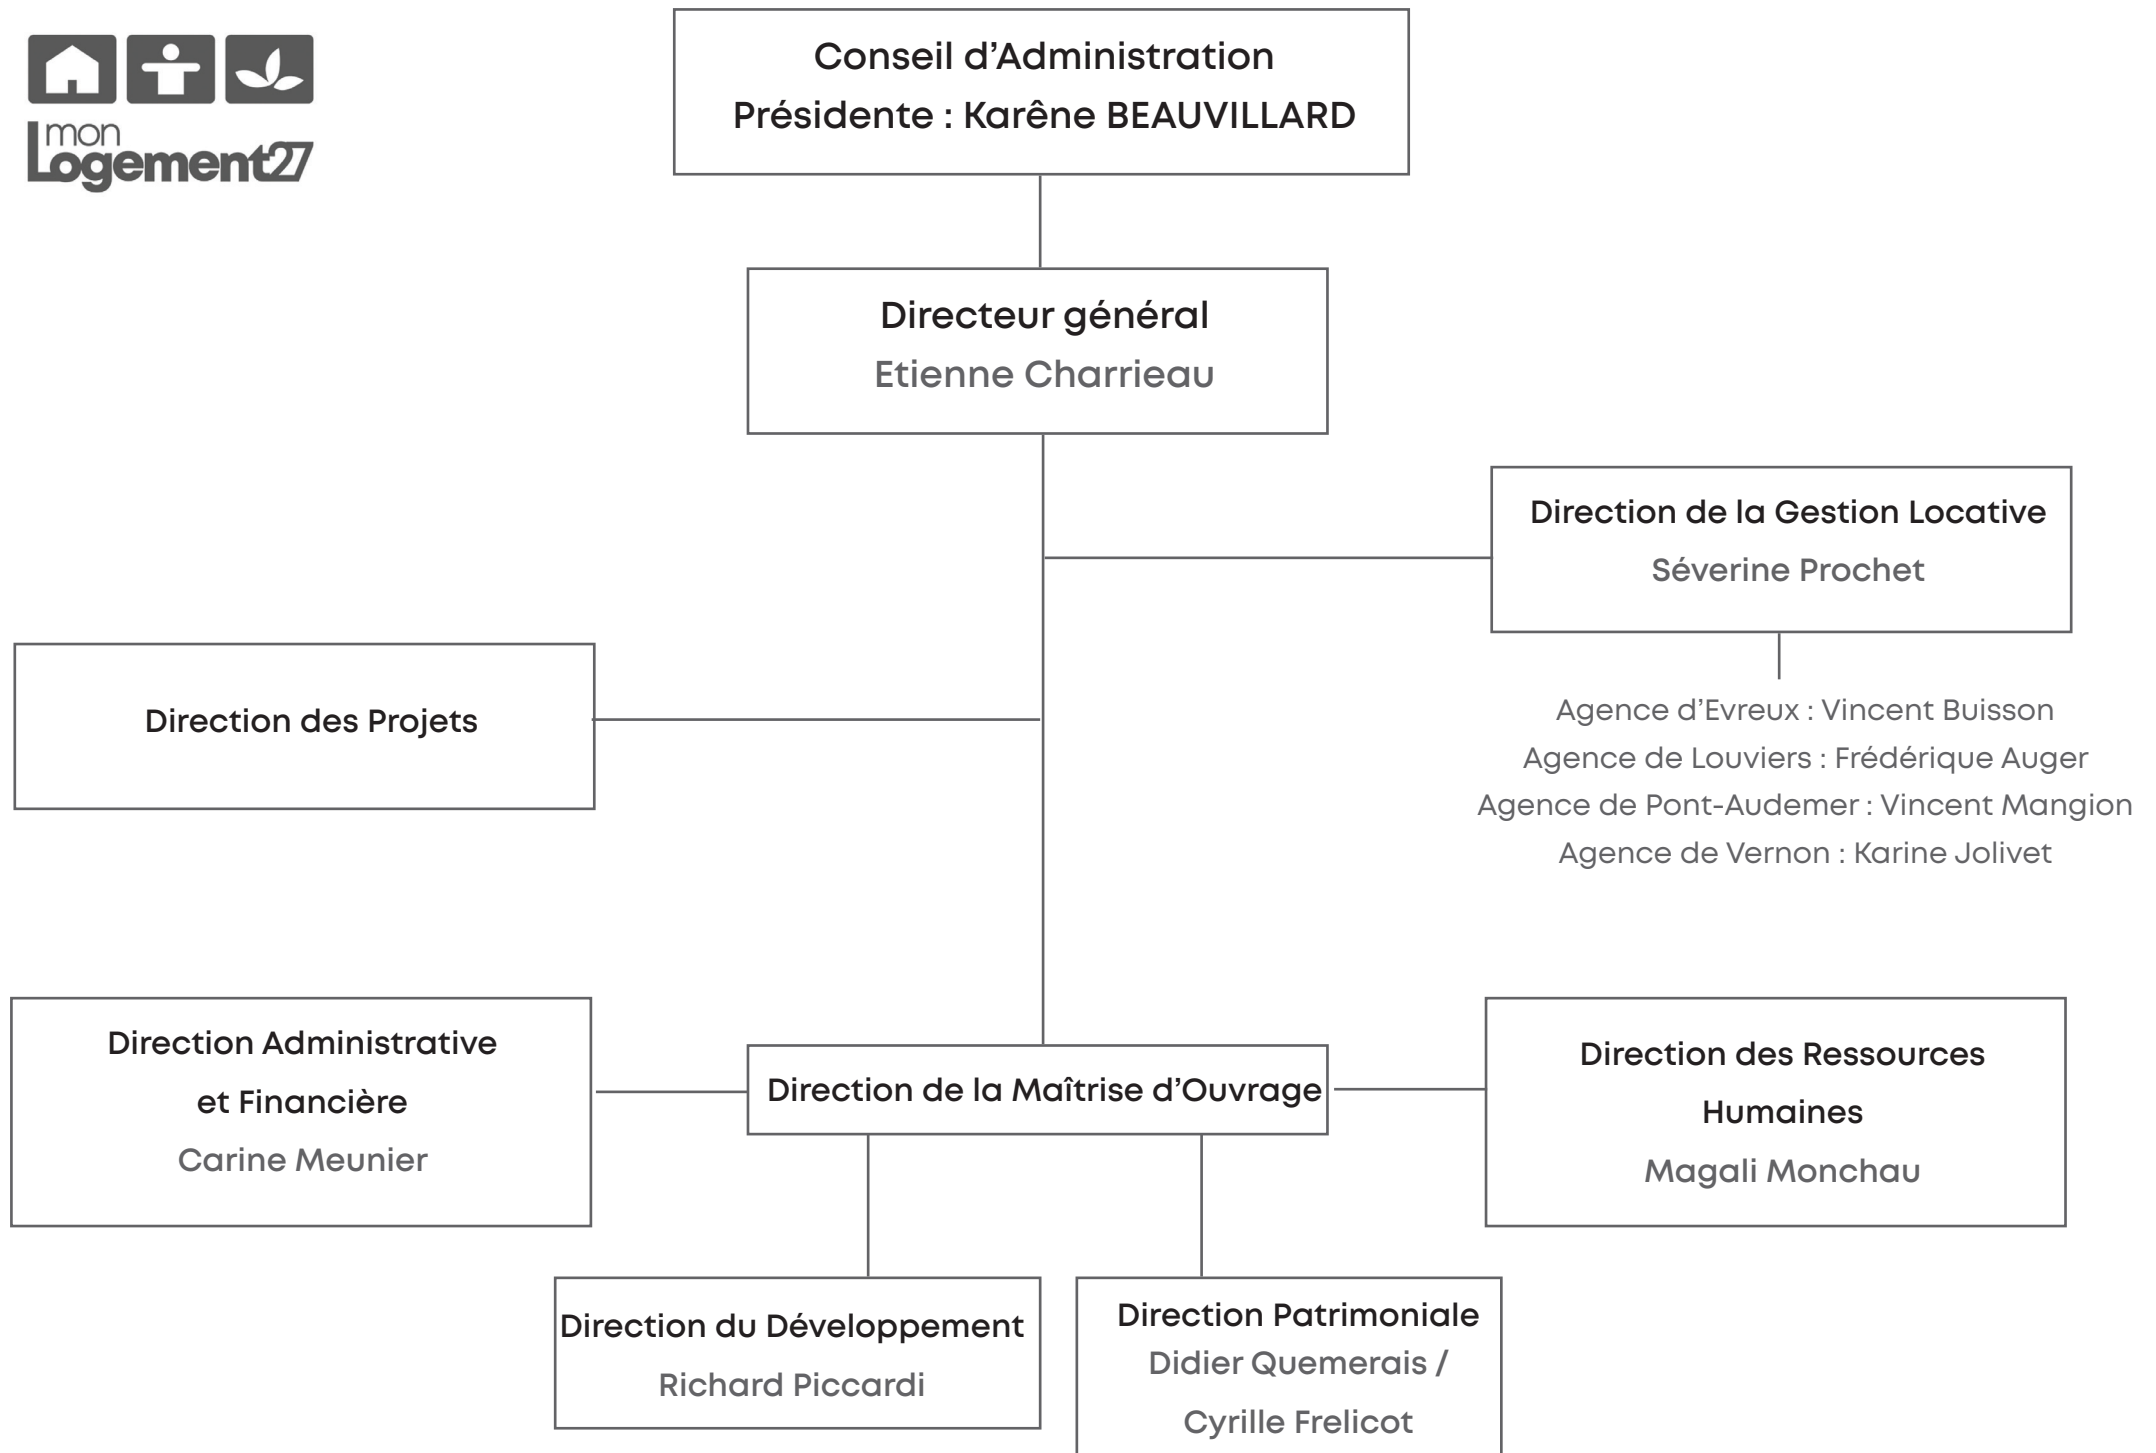 mon
Logement27
Conseil d’Administration
Présidente : Karêne BEAUVILLARD
Directeur général
Etienne Charrieau
Direction de la Gestion Locative
Séverine Prochet
Agence d’Evreux : Vincent Buisson
Agence de Louviers : Frédérique Auger
Agence de Pont-Audemer : Vincent Mangion
Agence de Vernon : Karine Jolivet
Direction des Projets
Direction Administrative
et Financière
Carine Meunier
Direction de la Maîtrise d’Ouvrage
Direction des Ressources
Humaines
Magali Monchau
Direction du Développement
Richard Piccardi
Direction Patrimoniale
Didier Quemerais /
Cyrille Frelicot